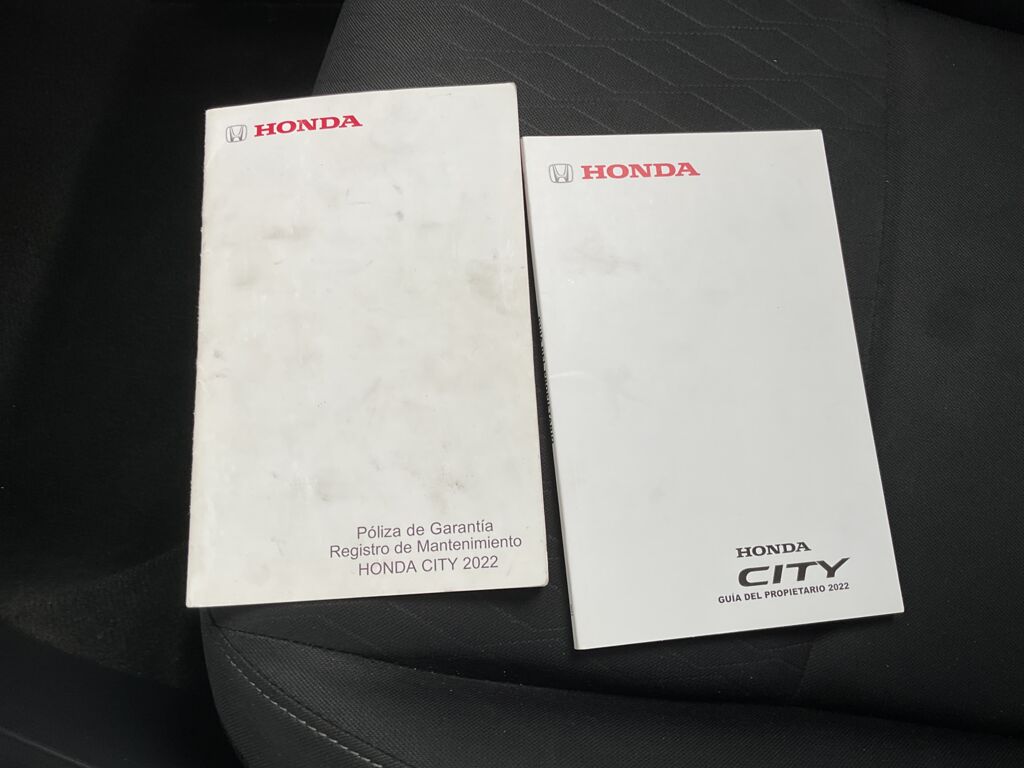 HONDA
Póliza de Garantía
Registro de Mantenimiento
HONDA CITY 2022
HONDA
HONDA
CITY
GUÍA DEL PROPIETARIO 2022